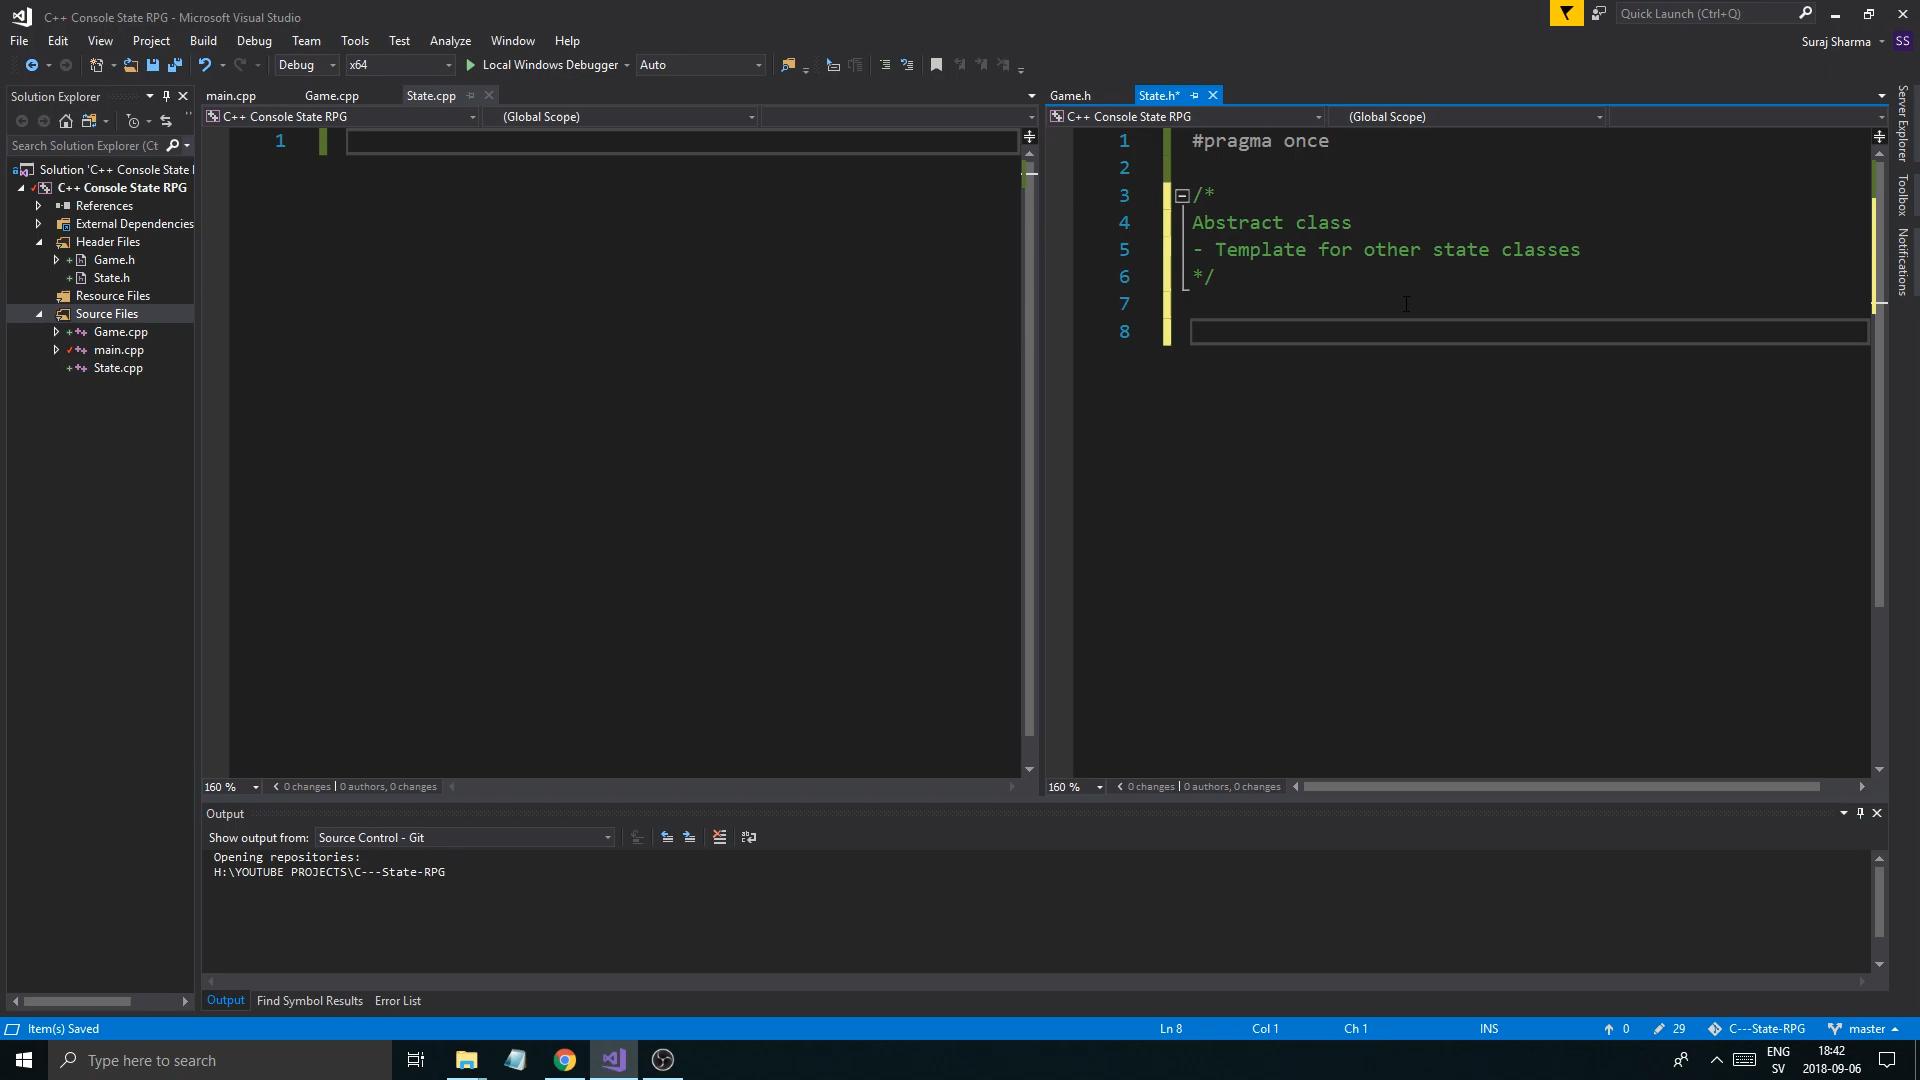 C++ Console State RPG - Microsoft Visual Studio
Quick Launch (Ctrl+Q)
File Edit View Project Build Debug Team Tools Test Analyze Window Help
Suraj Sharma SS
Debug x64 Local Windows Debugger Auto
Solution Explorer
main.cpp Game.cpp State.cpp
Game.h State.h*
C++ Console State RPG (Global Scope)
C++ Console State RPG (Global Scope)
Search Solution Explorer (Ct
Solution 'C++ Console State
C++ Console State RPG
References
External Dependencies
Header Files
Game.h
State.h
Resource Files
Source Files
Game.cpp
main.cpp
State.cpp
1
1 #pragma once
2
3 /*
4 Abstract class
5 - Template for other state classes
6 */
7
8
Server Explorer
Toolbox
Notifications
160 % 0 changes | 0 authors, 0 changes
160 % 0 changes | 0 authors, 0 changes
Output
Show output from: Source Control - Git
Opening repositories:
H:\YOUTUBE PROJECTS\C---State-RPG
Output Find Symbol Results Error List
Item(s) Saved Ln 8 Col 1 Ch 1 INS 0 29 C---State-RPG master
Type here to search
ENG
SV
18:42
2018-09-06